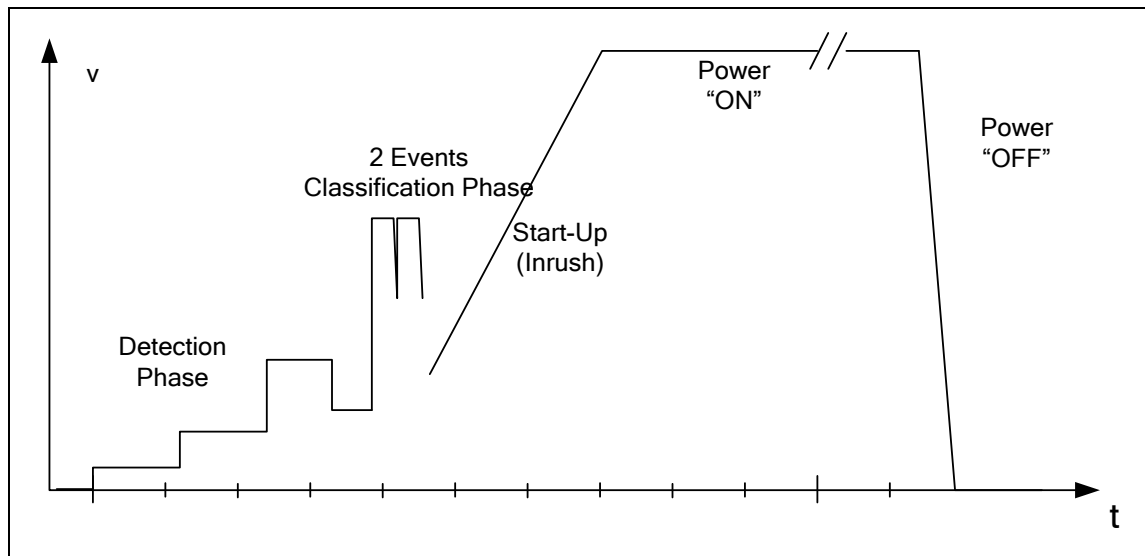 v
Power
“ON”
Power
“OFF”
2 Events
Classification Phase
Start-Up
(Inrush)
Detection
Phase
t